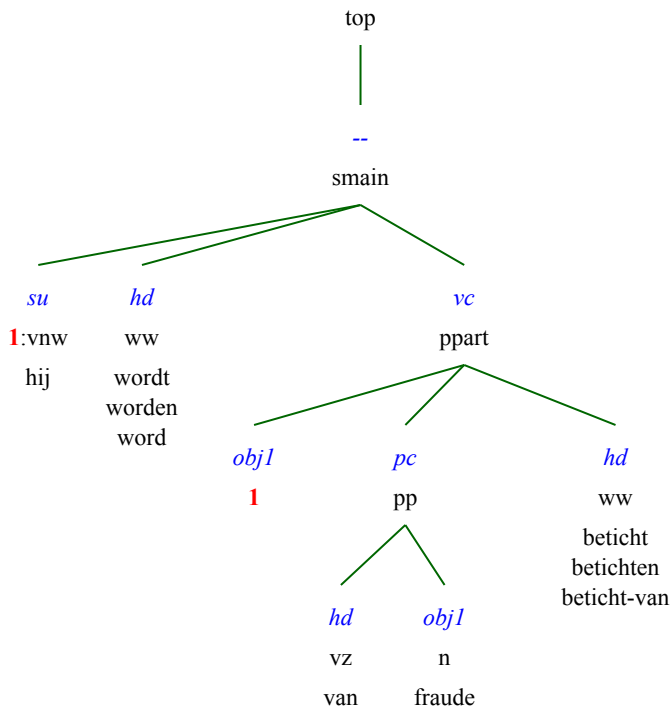 top
--
smain
su hd vc
1:vnw ww ppart
hij wordt
worden
word
obj1 pc hd
1 pp ww
beticht
betichten
beticht-van
hd obj1
vz n
van fraude